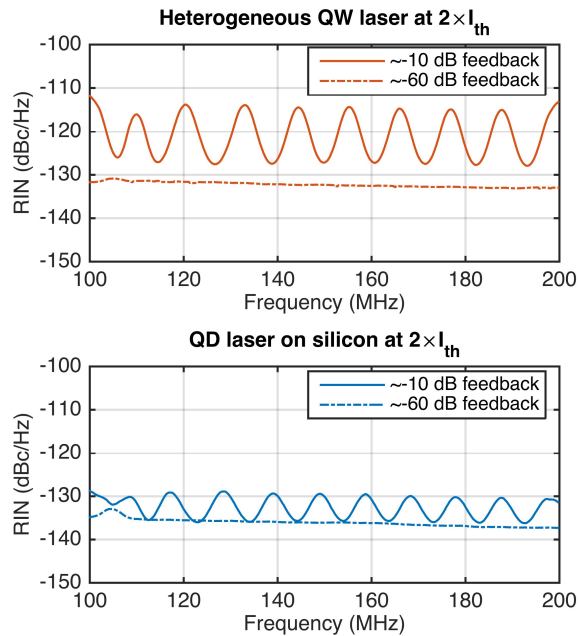 Heterogeneous QW laser at 2×Ith
-100
-110
-120
-130
-140
-150
RIN (dBc/Hz)
~-10 dB feedback
~-60 dB feedback
100 120 140 160 180 200
Frequency (MHz)
QD laser on silicon at 2×Ith
-100
-110
-120
-130
-140
-150
RIN (dBc/Hz)
~-10 dB feedback
~-60 dB feedback
100 120 140 160 180 200
Frequency (MHz)